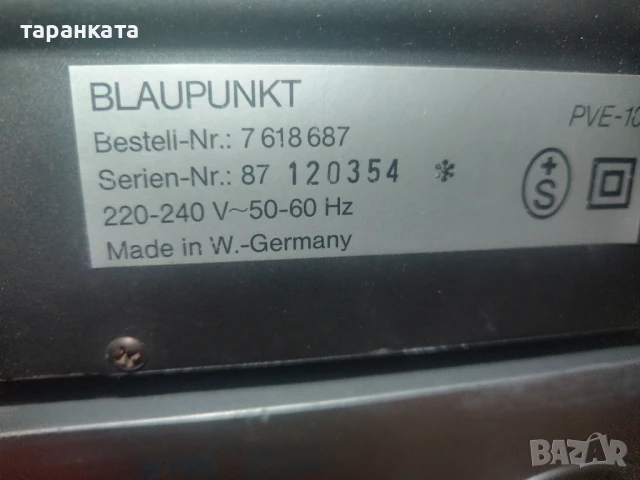 таранката
BLAUPUNKT
PVE-10
Bestell-Nr.: 7 618 687
Serien-Nr.: 87 120354 *
S
220-240 V~50-60 Hz
Made in W.-Germany
BAZAR